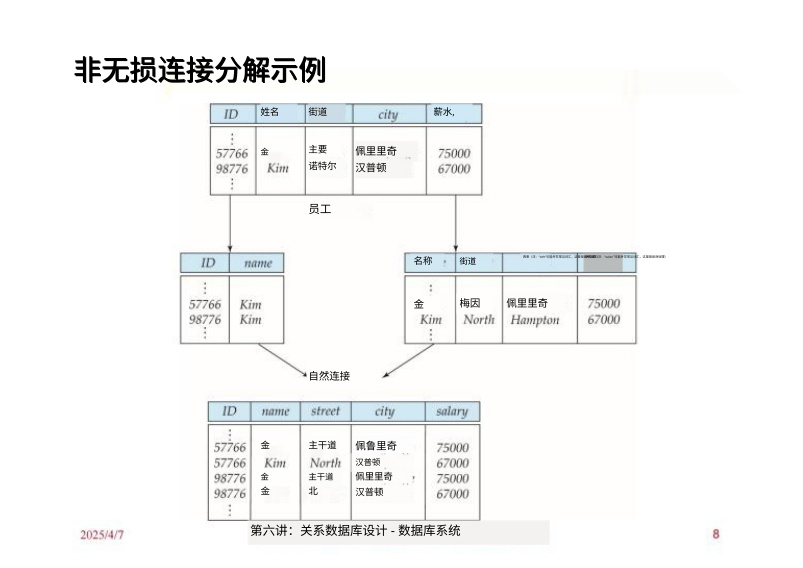 非无损连接分解示例
ID 姓名 街道 city 薪水,
57766 金 主要 佩里里奇 75000
98776 Kim 诺特尔 汉普顿 67000
员工
ID name 名称 , 街道
57766 Kim 金 梅因 佩里里奇 75000
98776 Kim Kim North Hampton 67000
自然连接
ID name street city salary
57766 金 主干道 佩鲁里奇 75000
57766 Kim North 汉普顿 67000
98776 金 主干道 佩里里奇 , 75000
98776 金 北 汉普顿 67000
2025/4/7 第六讲：关系数据库设计 - 数据库系统 8